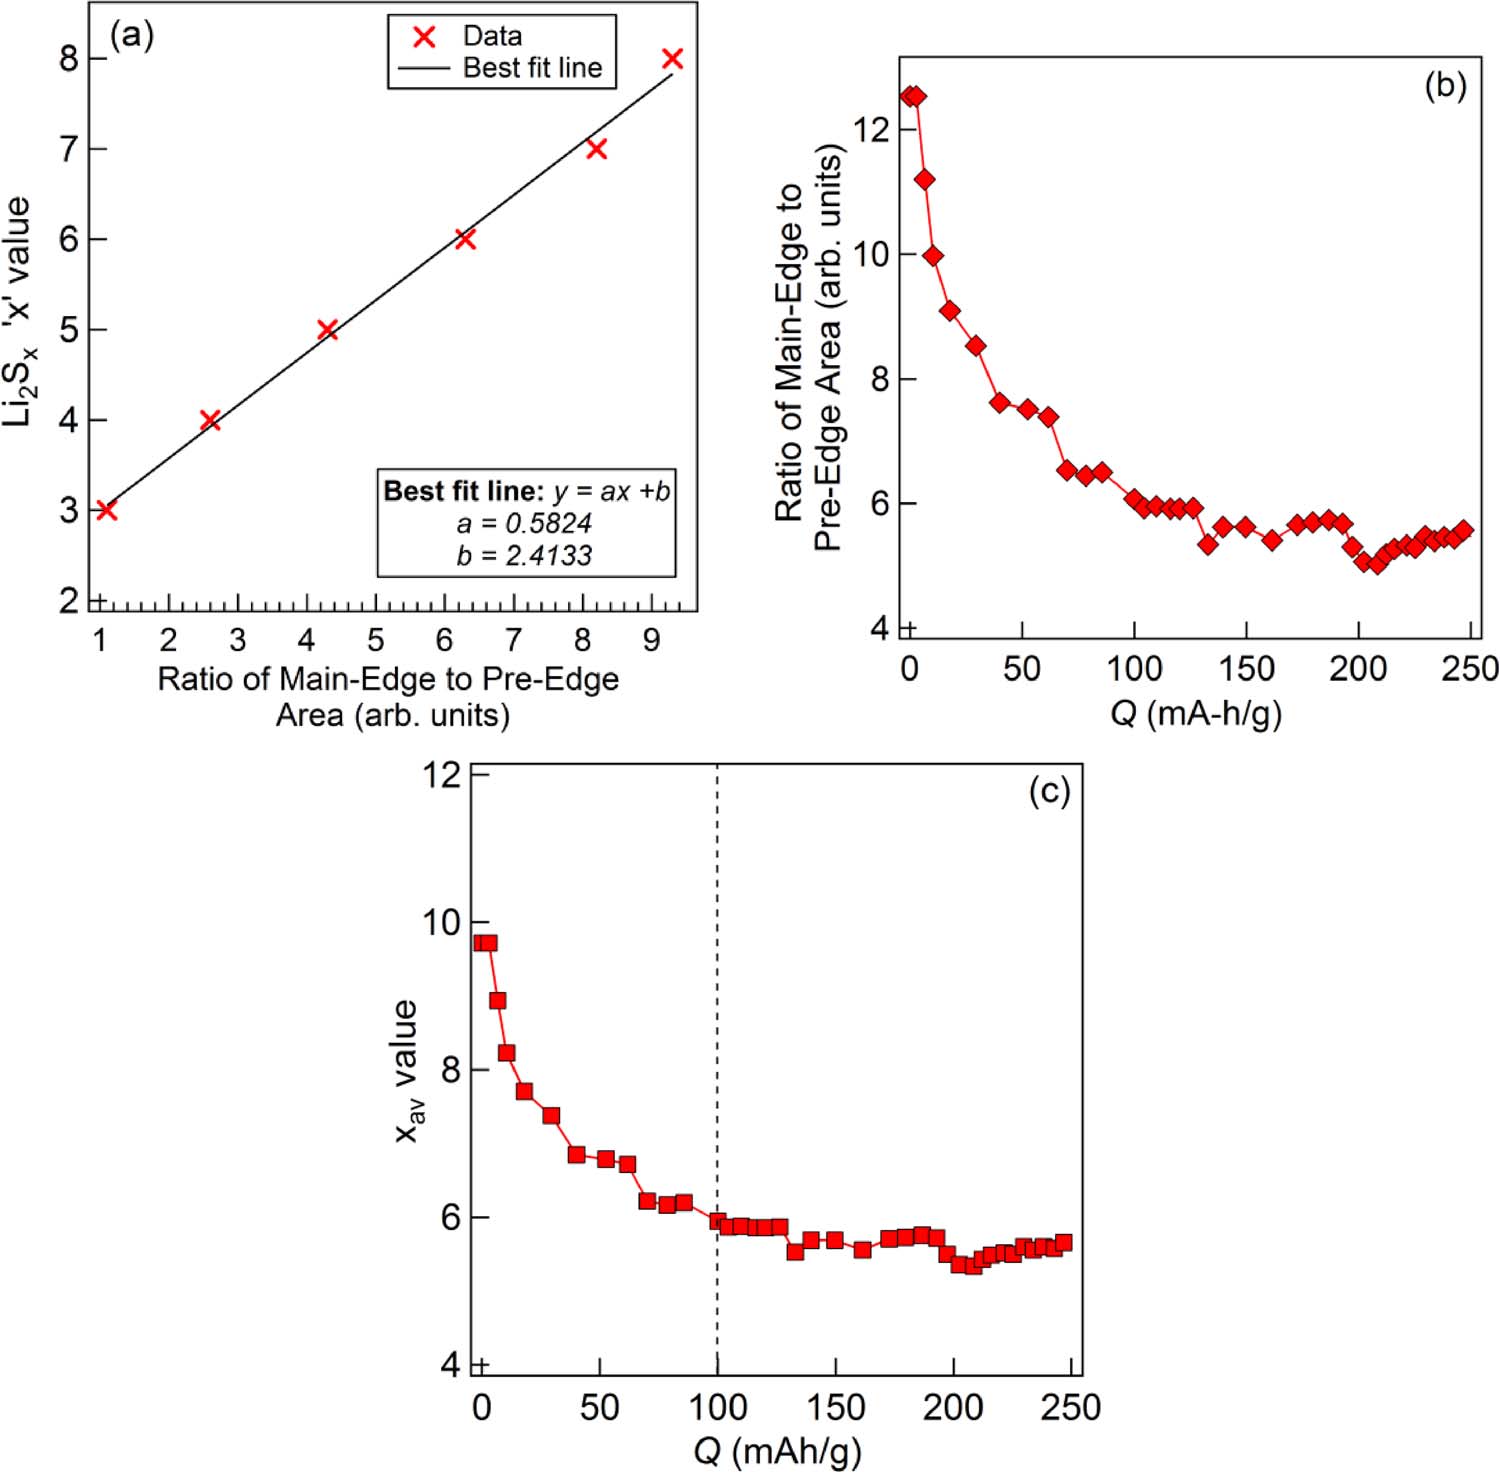 (a)
Data
Best fit line
8
7
6
5
4
3
2
Li₂Sₓ 'x' value
Best fit line: y = ax +b
a = 0.5824
b = 2.4133
1 2 3 4 5 6 7 8 9
Ratio of Main-Edge to Pre-Edge
Area (arb. units)
(b)
12
10
8
6
4
Ratio of Main-Edge to
Pre-Edge Area (arb. units)
0 50 100 150 200 250
Q (mA-h/g)
(c)
12
10
8
6
4
xav value
0 50 100 150 200 250
Q (mAh/g)